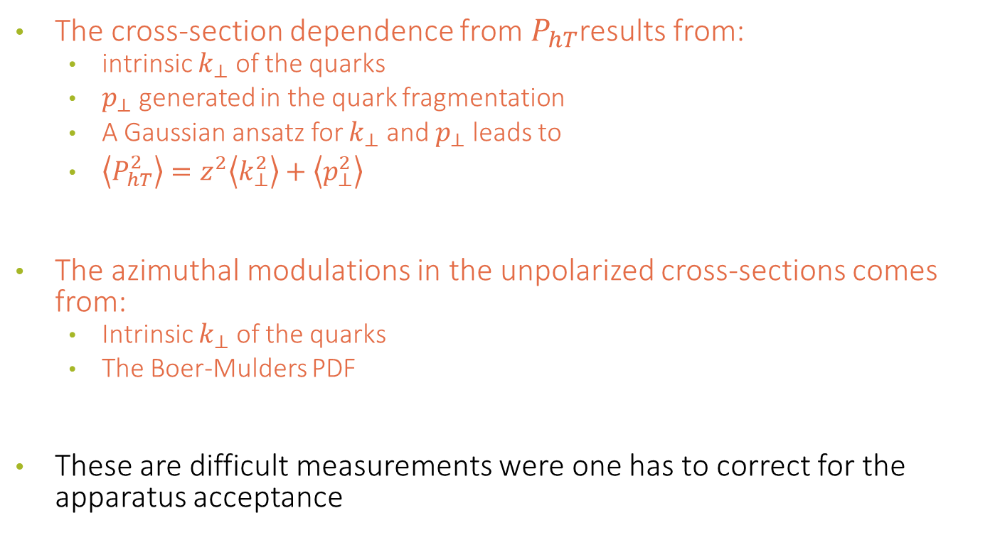 • The cross-section dependence from $P_{hT}$ results from:
• intrinsic $k_\perp$ of the quarks
• $p_\perp$ generated in the quark fragmentation
• A Gaussian ansatz for $k_\perp$ and $p_\perp$ leads to
• $\langle P_{hT}^2 \rangle = z^2 \langle k_\perp^2 \rangle + \langle p_\perp^2 \rangle$
• The azimuthal modulations in the unpolarized cross-sections comes
from:
• Intrinsic $k_\perp$ of the quarks
• The Boer-Mulders PDF
• These are difficult measurements were one has to correct for the
apparatus acceptance